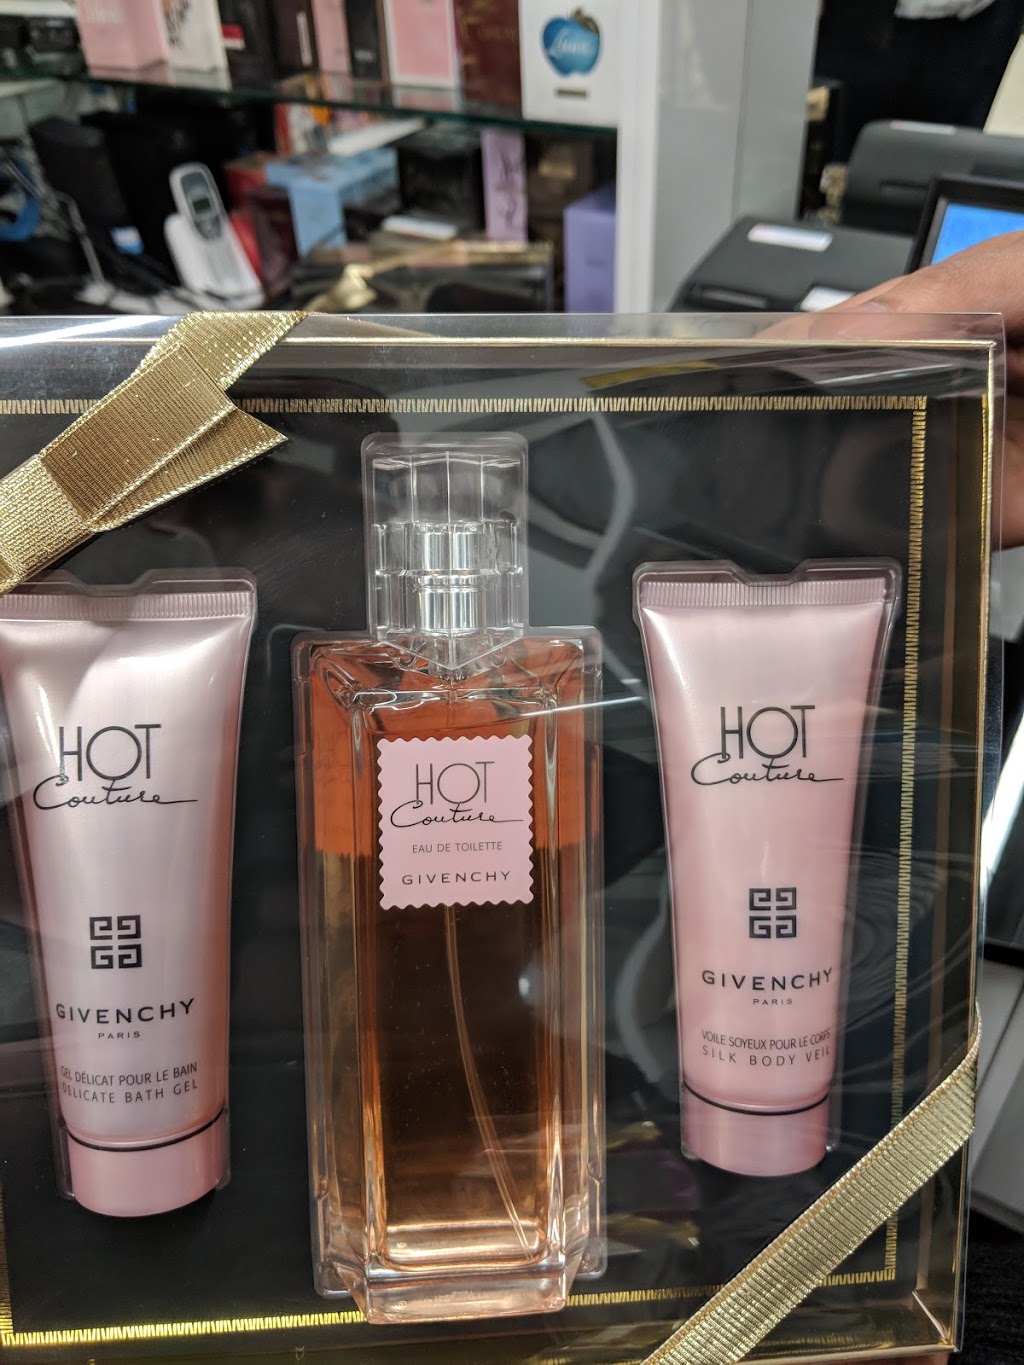 HOT
Couture
GIVENCHY
PARIS
GEL DÉLICAT POUR LE BAIN
DELICATE BATH GEL
HOT
Couture
EAU DE TOILETTE
GIVENCHY
HOT
Couture
GIVENCHY
PARIS
VOILE SOYEUX POUR LE CORPS
SILK BODY VEIL